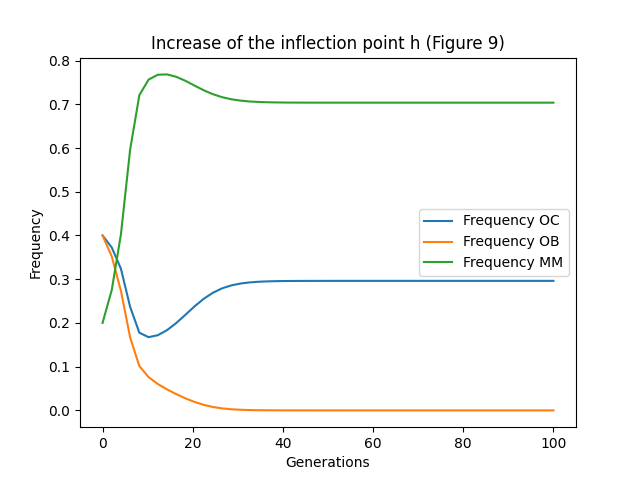 Increase of the inflection point h (Figure 9)
0.8
0.7
0.6
0.5
0.4
0.3
0.2
0.1
0.0
Frequency
Frequency OC
Frequency OB
Frequency MM
0 20 40 60 80 100
Generations